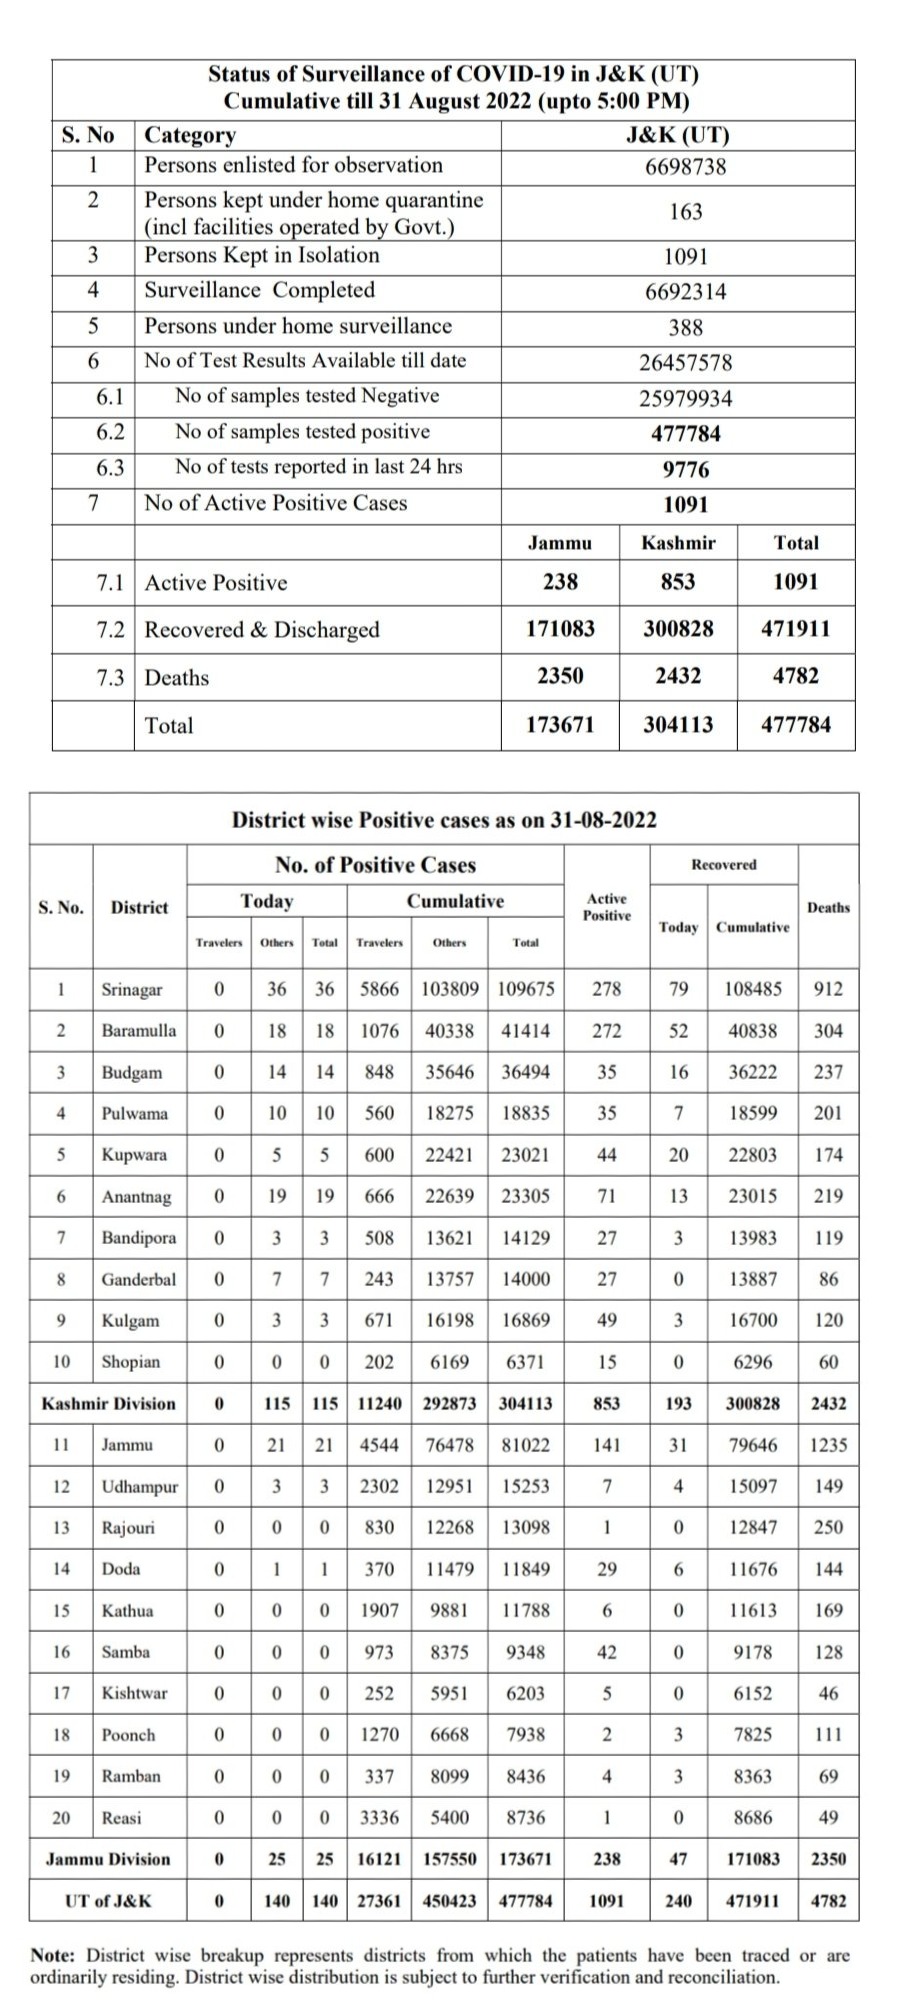 Status of Surveillance of COVID-19 in J&K (UT)
Cumulative till 31 August 2022 (upto 5:00 PM)
S. No Category J&K (UT)
1 Persons enlisted for observation 6698738
2 Persons kept under home quarantine
(incl facilities operated by Govt.) 163
3 Persons Kept in Isolation 1091
4 Surveillance Completed 6692314
5 Persons under home surveillance 388
6 No of Test Results Available till date 26457578
6.1 No of samples tested Negative 25979934
6.2 No of samples tested positive 477784
6.3 No of tests reported in last 24 hrs 9776
7 No of Active Positive Cases 1091
Jammu Kashmir Total
7.1 Active Positive 238 853 1091
7.2 Recovered & Discharged 171083 300828 471911
7.3 Deaths 2350 2432 4782
Total 173671 304113 477784
District wise Positive cases as on 31-08-2022
S. No. District No. of Positive Cases Active
Positive Recovered Deaths
Today Cumulative Today Cumulative
Travelers Others Total Travelers Others Total
1 Srinagar 0 36 36 5866 103809 109675 278 79 108485 912
2 Baramulla 0 18 18 1076 40338 41414 272 52 40838 304
3 Budgam 0 14 14 848 35646 36494 35 16 36222 237
4 Pulwama 0 10 10 560 18275 18835 35 7 18599 201
5 Kupwara 0 5 5 600 22421 23021 44 20 22803 174
6 Anantnag 0 19 19 666 22639 23305 71 13 23015 219
7 Bandipora 0 3 3 508 13621 14129 27 3 13983 119
8 Ganderbal 0 7 7 243 13757 14000 27 0 13887 86
9 Kulgam 0 3 3 671 16198 16869 49 3 16700 120
10 Shopian 0 0 0 202 6169 6371 15 0 6296 60
Kashmir Division 0 115 115 11240 292873 304113 853 193 300828 2432
11 Jammu 0 21 21 4544 76478 81022 141 31 79646 1235
12 Udhampur 0 3 3 2302 12951 15253 7 4 15097 149
13 Rajouri 0 0 0 830 12268 13098 1 0 12847 250
14 Doda 0 1 1 370 11479 11849 29 6 11676 144
15 Kathua 0 0 0 1907 9881 11788 6 0 11613 169
16 Samba 0 0 0 973 8375 9348 42 0 9178 128
17 Kishtwar 0 0 0 252 5951 6203 5 0 6152 46
18 Poonch 0 0 0 1270 6668 7938 2 3 7825 111
19 Ramban 0 0 0 337 8099 8436 4 3 8363 69
20 Reasi 0 0 0 3336 5400 8736 1 0 8686 49
Jammu Division 0 25 25 16121 157550 173671 238 47 171083 2350
UT of J&K 0 140 140 27361 450423 477784 1091 240 471911 4782
Note: District wise breakup represents districts from which the patients have been traced or are
ordinarily residing. District wise distribution is subject to further verification and reconciliation.